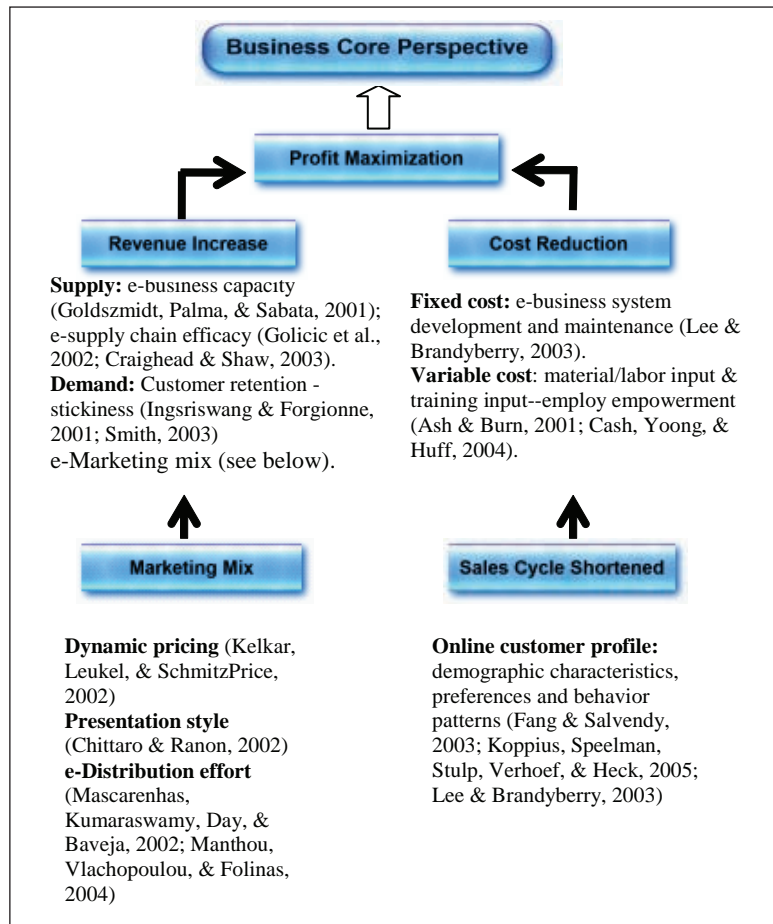 Business Core Perspective
Profit Maximization
Revenue Increase
Supply: e-business capacity
(Goldszmidt, Palma, & Sabata, 2001);
e-supply chain efficacy (Golicic et al.,
2002; Craighead & Shaw, 2003).
Demand: Customer retention -
stickiness (Ingsriswang & Forgionne,
2001; Smith, 2003)
e-Marketing mix (see below).
Cost Reduction
Fixed cost: e-business system
development and maintenance (Lee &
Brandyberry, 2003).
Variable cost: material/labor input &
training input--employ empowerment
(Ash & Burn, 2001; Cash, Yoong, &
Huff, 2004).
Marketing Mix
Dynamic pricing (Kelkar,
Leukel, & SchmitzPrice,
2002)
Presentation style
(Chittaro & Ranon, 2002)
e-Distribution effort
(Mascarenhas,
Kumaraswamy, Day, &
Baveja, 2002; Manthou,
Vlachopoulou, & Folinas,
2004)
Sales Cycle Shortened
Online customer profile:
demographic characteristics,
preferences and behavior
patterns (Fang & Salvendy,
2003; Koppius, Speelman,
Stulp, Verhoef, & Heck, 2005;
Lee & Brandyberry, 2003)